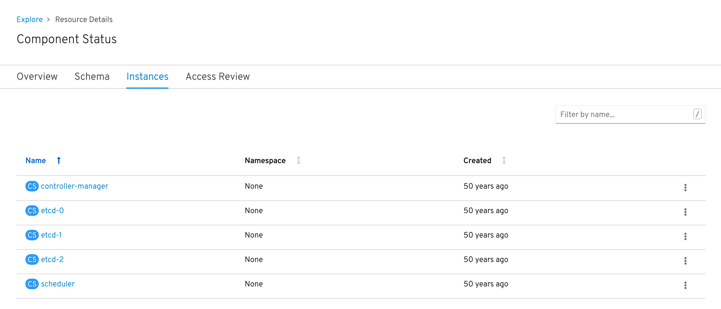 Explore > Resource Details
Component Status
Overview Schema Instances Access Review
Filter by name... /
Name Namespace Created
CS controller-manager None 50 years ago
CS etcd-0 None 50 years ago
CS etcd-1 None 50 years ago
CS etcd-2 None 50 years ago
CS scheduler None 50 years ago